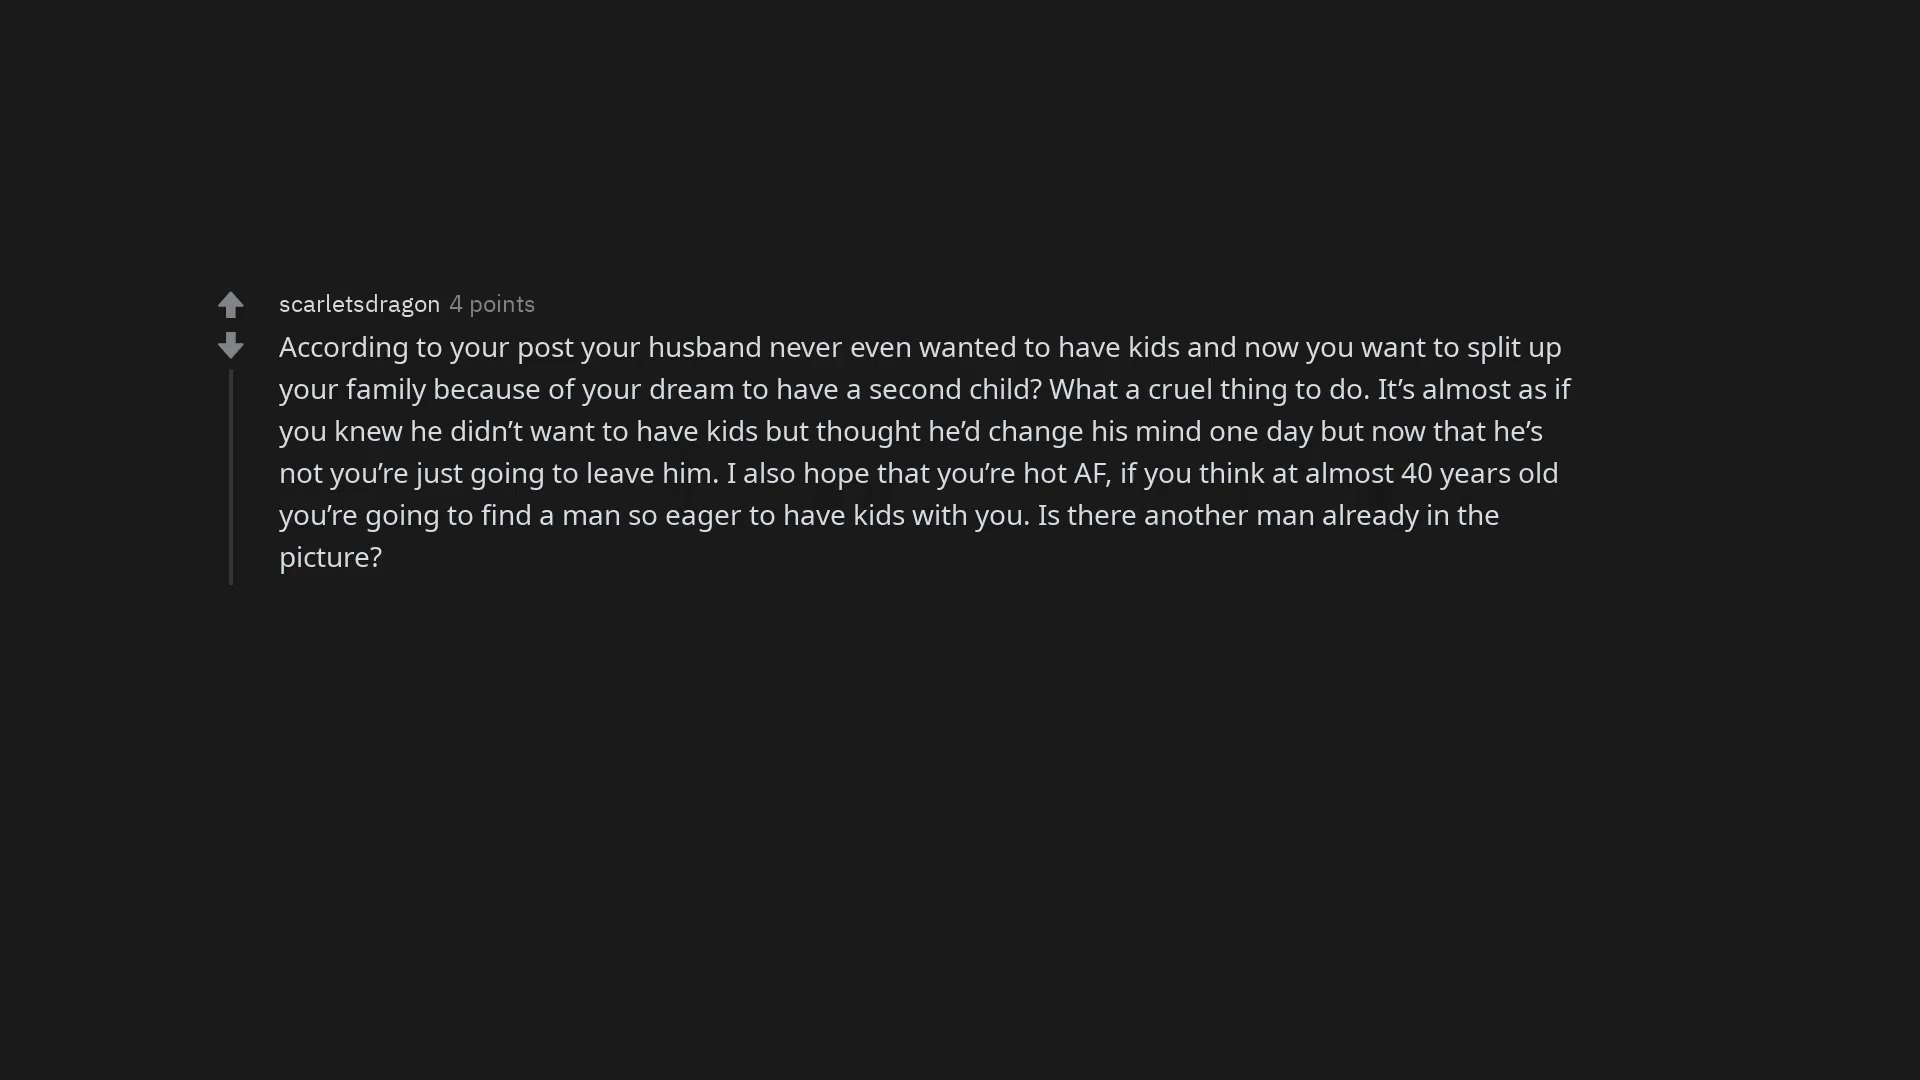 scarletsdragon 4 points
According to your post your husband never even wanted to have kids and now you want to split up
your family because of your dream to have a second child? What a cruel thing to do. It’s almost as if
you knew he didn’t want to have kids but thought he’d change his mind one day but now that he’s
not you’re just going to leave him. I also hope that you’re hot AF, if you think at almost 40 years old
you’re going to find a man so eager to have kids with you. Is there another man already in the
picture?